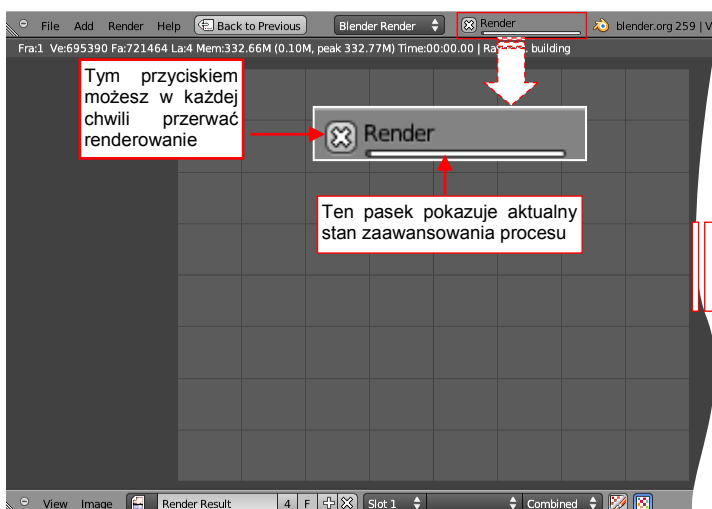 File Add Render Help Back to Previous Blender Render Render blender.org 259 | V
Fra:1 Ve:695390 Fa:721464 La:4 Mem:332.66M (0.10M, peak 332.77M) Time:00:00.00 | building
Tym przyciskiem
możesz w każdej
chwili przerwać
renderowanie
Render
Ten pasek pokazuje aktualny
stan zaawansowania procesu
View Image Render Result 4 F Slot 1 Combined